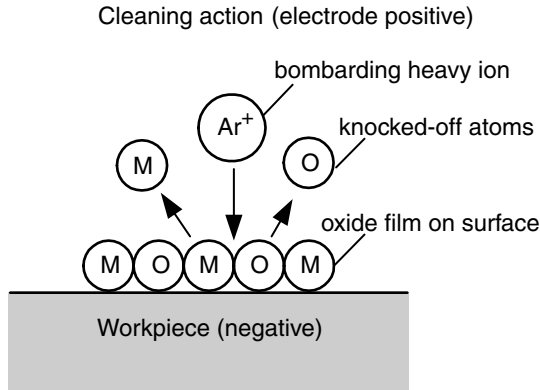 Cleaning action (electrode positive)
bombarding heavy ion
Ar+
knocked-off atoms
M
O
oxide film on surface
M O M O M
Workpiece (negative)